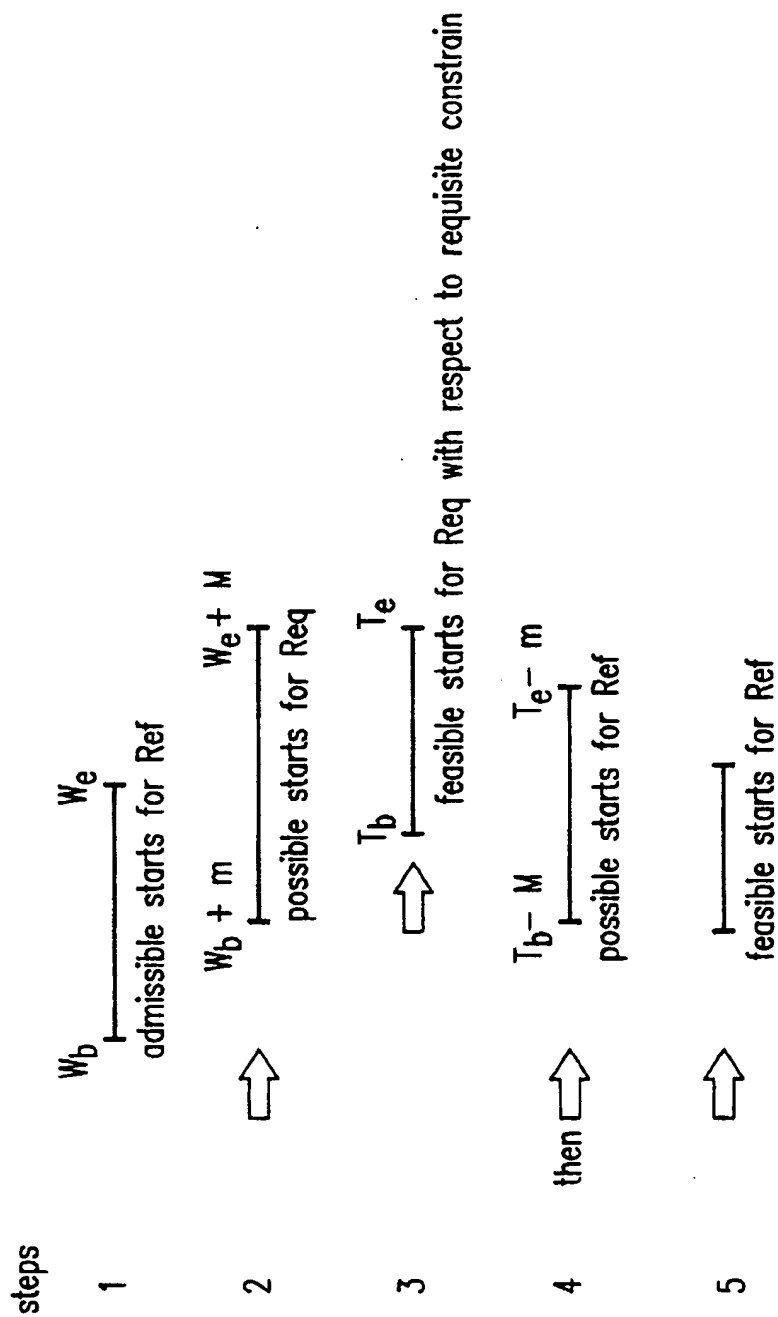 steps
1
W_b W_e
admissible starts for Ref
2
W_b + m W_e + M
possible starts for Req
3
T_b T_e
feasible starts for Req with respect to requisite constrain
4
then T_b − M T_e − m
possible starts for Ref
5
feasible starts for Ref